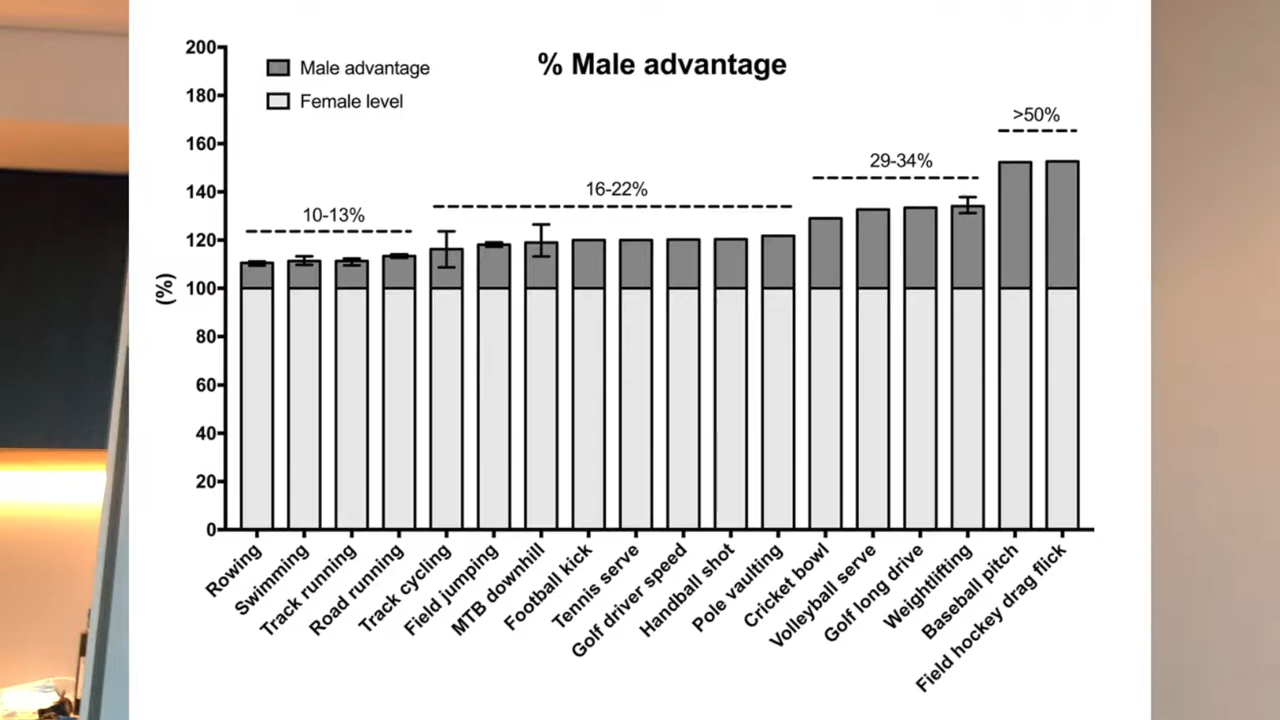 % Male advantage
Male advantage
Female level
200
180
160
140
120
100
80
60
40
20
0
(%)
10-13%
16-22%
29-34%
>50%
Rowing
Swimming
Track running
Road running
Track cycling
Field jumping
MTB downhill
Football kick
Tennis serve
Golf driver speed
Handball shot
Pole vaulting
Cricket bowl
Volleyball serve
Golf long drive
Weightlifting
Baseball pitch
Field hockey drag flick